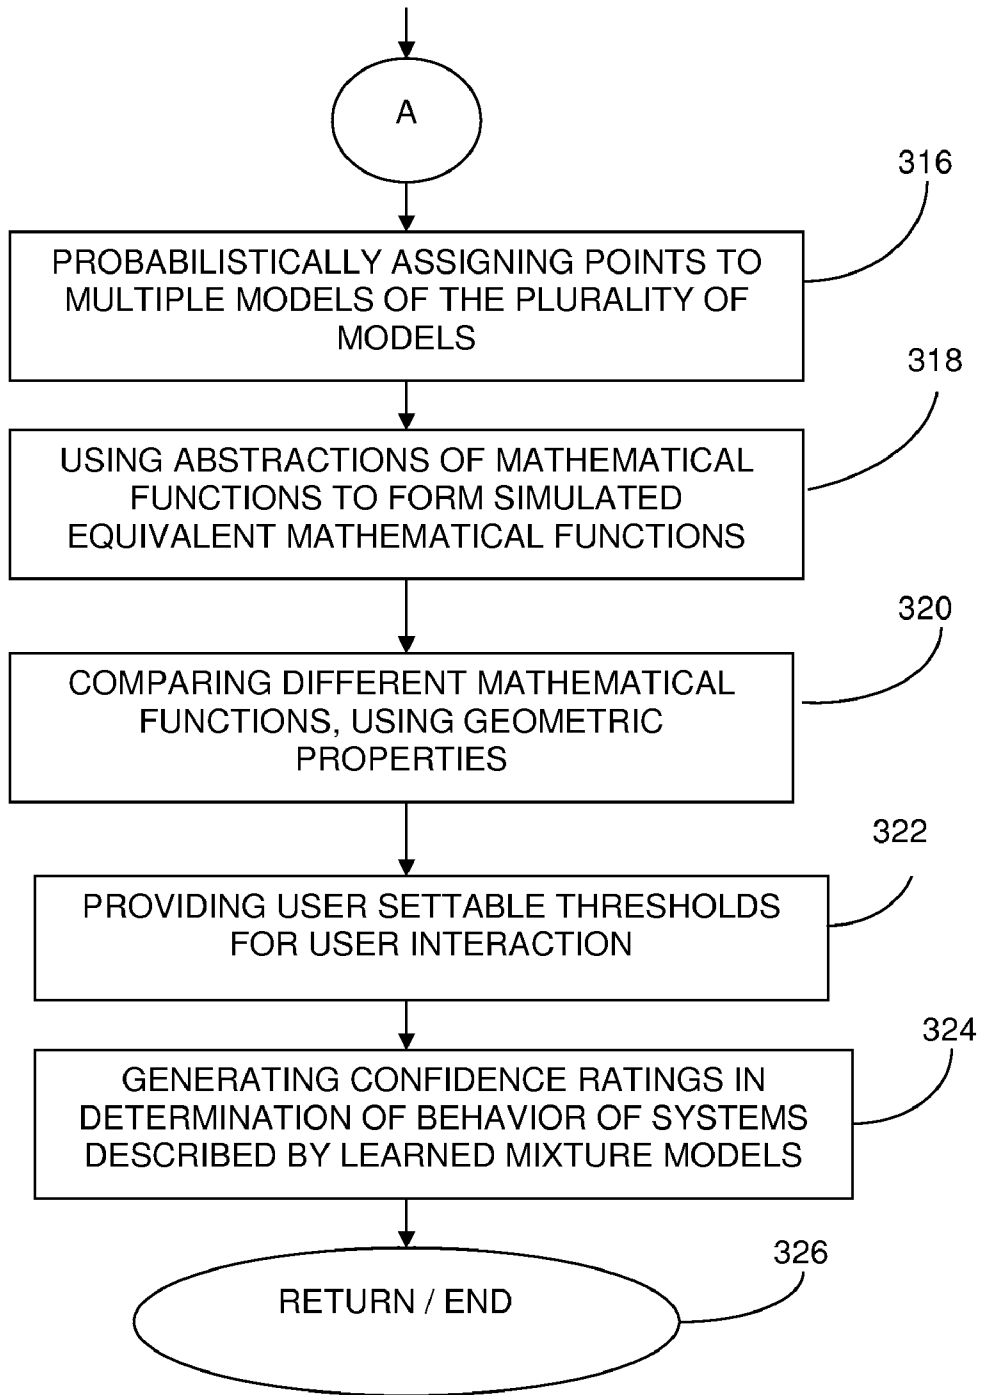 A
316
PROBABILISTICALLY ASSIGNING POINTS TO
MULTIPLE MODELS OF THE PLURALITY OF
MODELS
318
USING ABSTRACTIONS OF MATHEMATICAL
FUNCTIONS TO FORM SIMULATED
EQUIVALENT MATHEMATICAL FUNCTIONS
320
COMPARING DIFFERENT MATHEMATICAL
FUNCTIONS, USING GEOMETRIC
PROPERTIES
322
PROVIDING USER SETTABLE THRESHOLDS
FOR USER INTERACTION
324
GENERATING CONFIDENCE RATINGS IN
DETERMINATION OF BEHAVIOR OF SYSTEMS
DESCRIBED BY LEARNED MIXTURE MODELS
326
RETURN / END